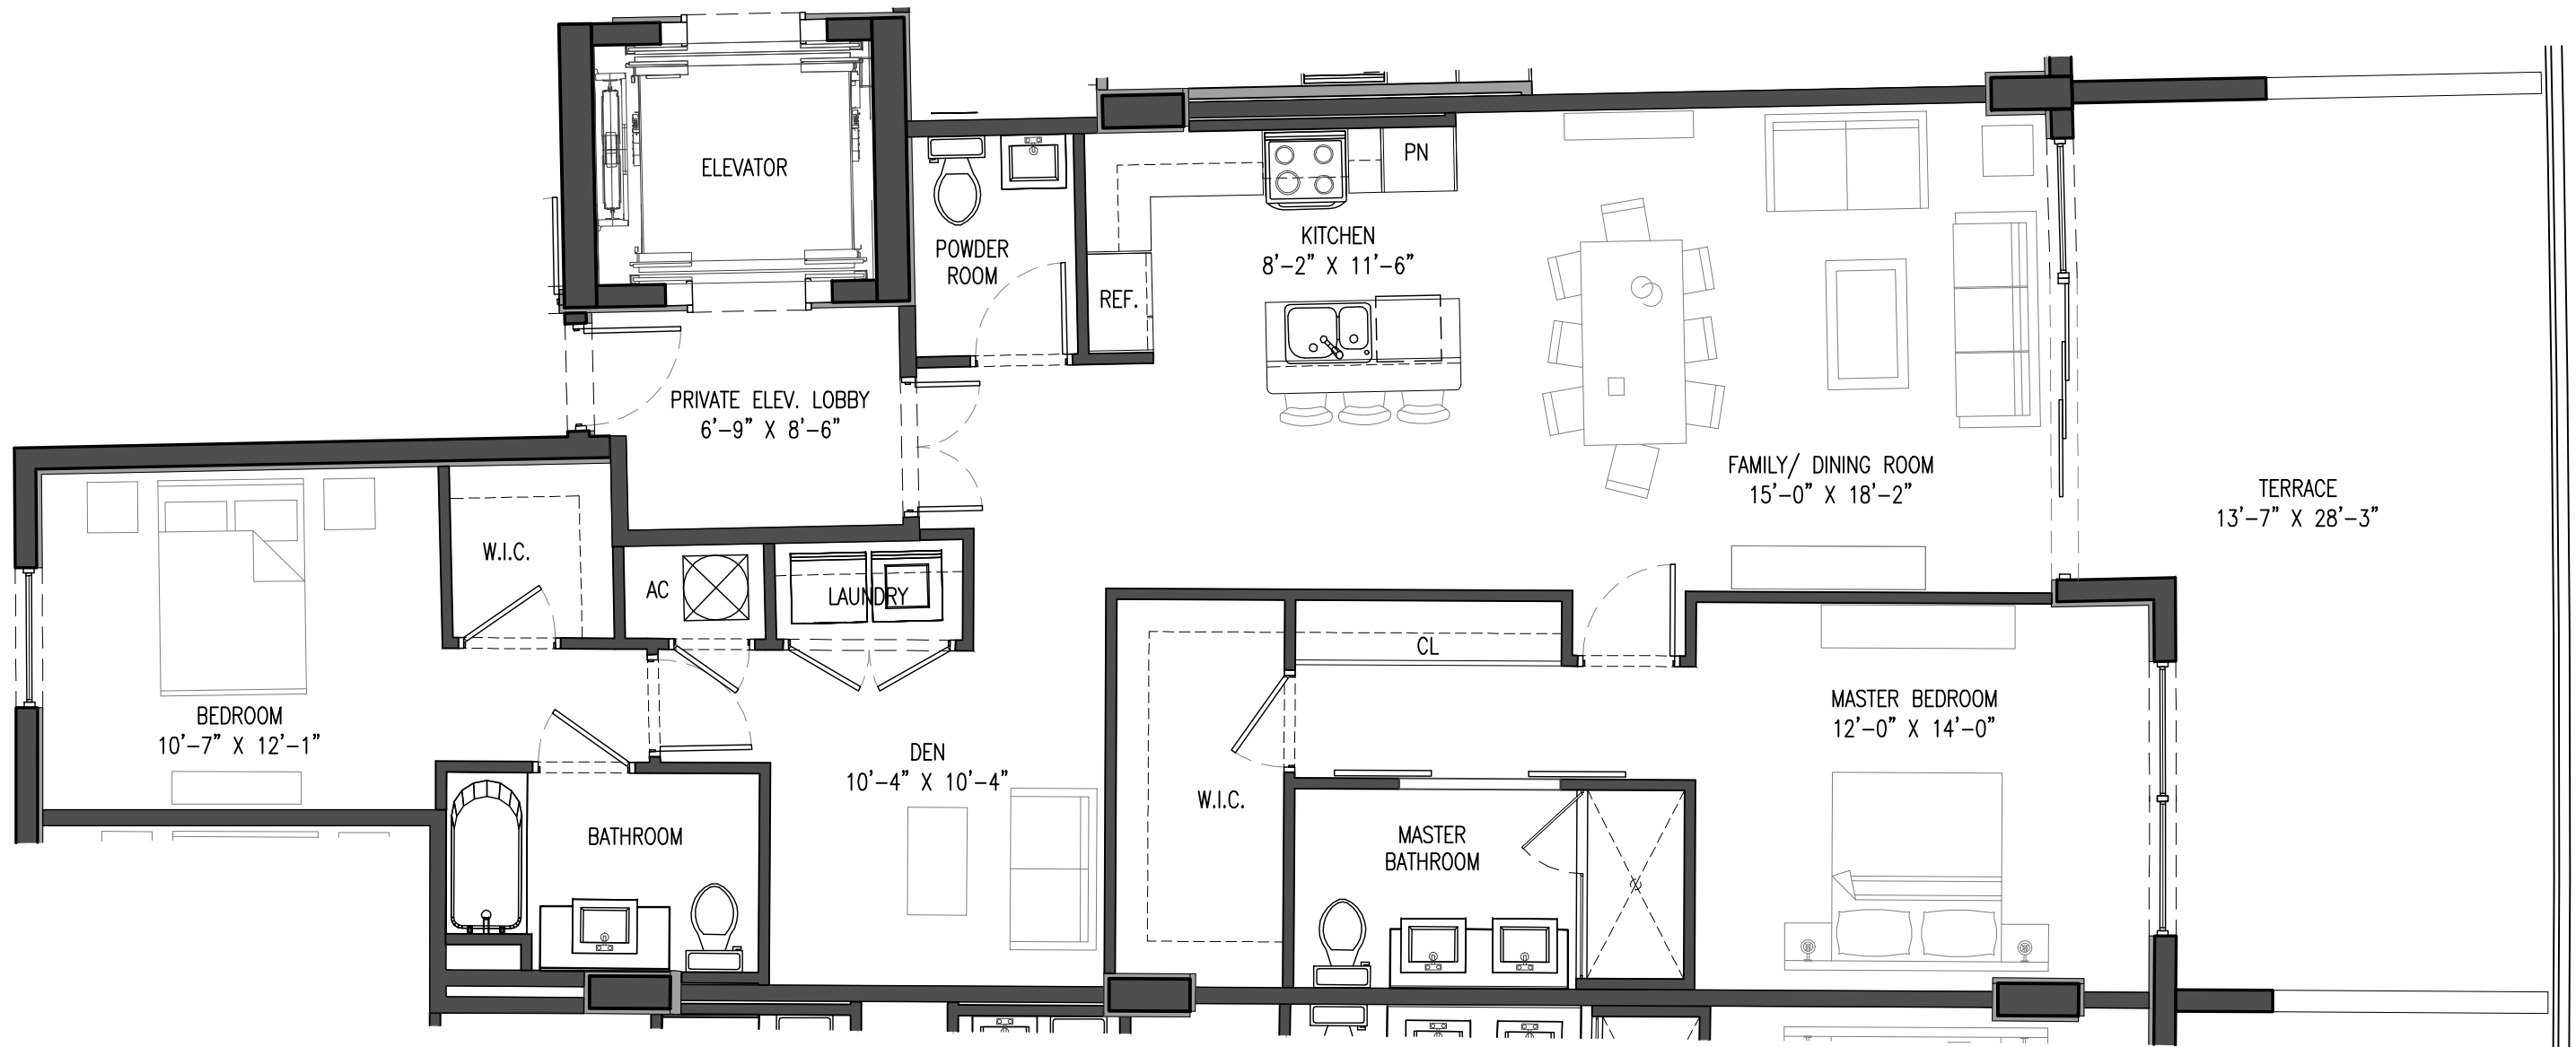 ELEVATOR
PN
POWDER
ROOM
KITCHEN
8'-2" X 11'-6"
REF.
PRIVATE ELEV. LOBBY
6'-9" X 8'-6"
FAMILY/ DINING ROOM
15'-0" X 18'-2"
TERRACE
13'-7" X 28'-3"
W.I.C.
AC
LAUNDRY
CL
BEDROOM
10'-7" X 12'-1"
MASTER BEDROOM
12'-0" X 14'-0"
DEN
10'-4" X 10'-4"
W.I.C.
BATHROOM
MASTER
BATHROOM